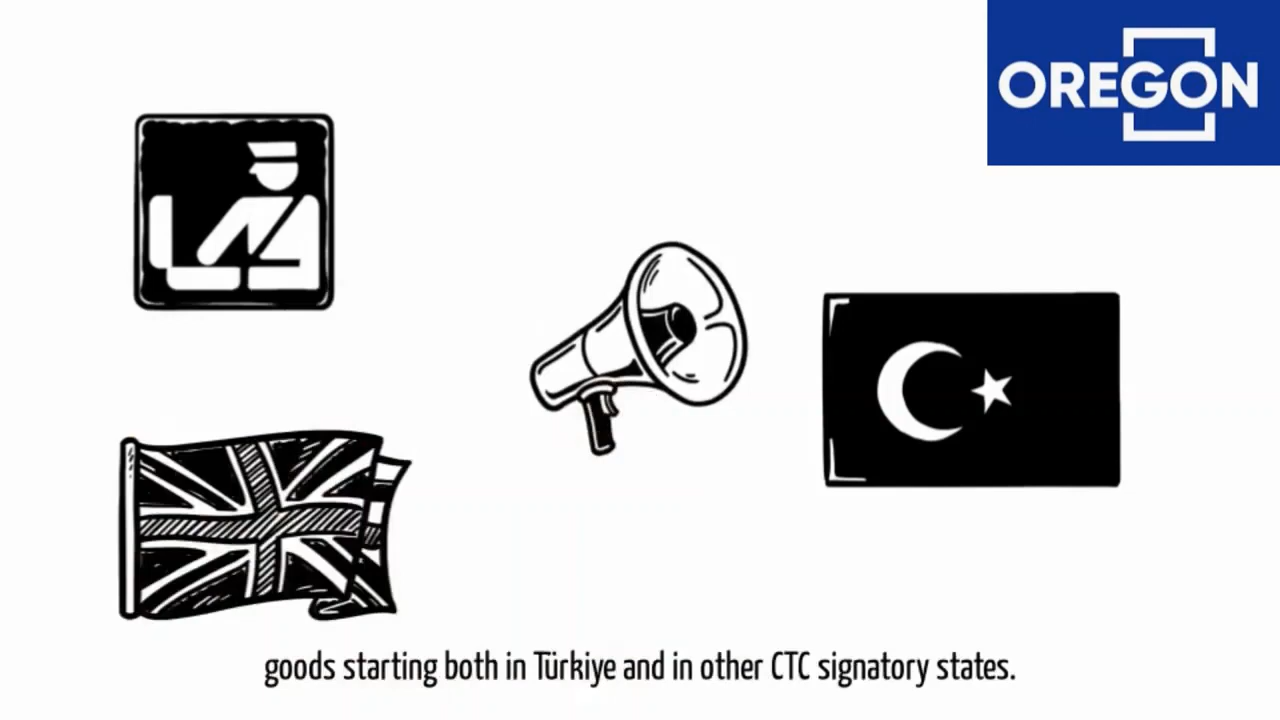 OREGON
goods starting both in Türkiye and in other CTC signatory states.